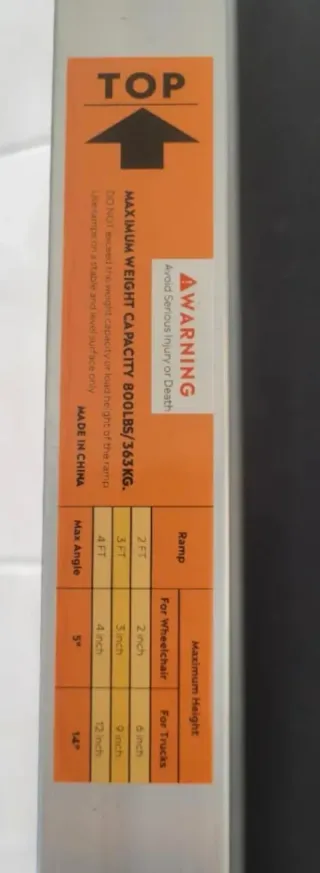 TOP
WARNING
Avoid Serious Injury or Death
MAXIMUM WEIGHT CAPACITY 800LBS/363KG.
DO NOT exceed the weight capacity or load height of the ramp
Use ramps on a stable and level surface only
MADE IN CHINA
Ramp Maximum Height
For Wheelchair For Trucks
2 FT 2 inch 6 inch
3 FT 3 inch 9 inch
4 FT 4 inch 12 inch
Max Angle 5° 14°